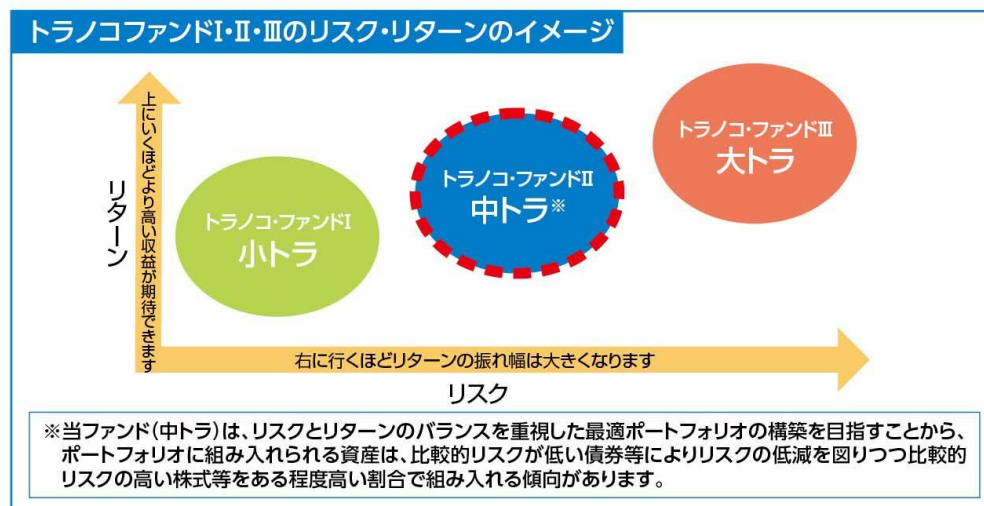 トラノコファンドⅠ・Ⅱ・Ⅲのリスク・リターンのイメージ
リターン
上にいくほどより高い収益が期待できます
トラノコ・ファンドⅠ
小トラ
トラノコ・ファンドⅡ
中トラ※
トラノコ・ファンドⅢ
大トラ
右に行くほどリターンの振れ幅は大きくなります
リスク
※当ファンド(中トラ)は、リスクとリターンのバランスを重視した最適ポートフォリオの構築を目指すことから、
ポートフォリオに組み入れられる資産は、比較的リスクが低い債券等によりリスクの低減を図りつつ比較的
リスクの高い株式等をある程度高い割合で組み入れる傾向があります。